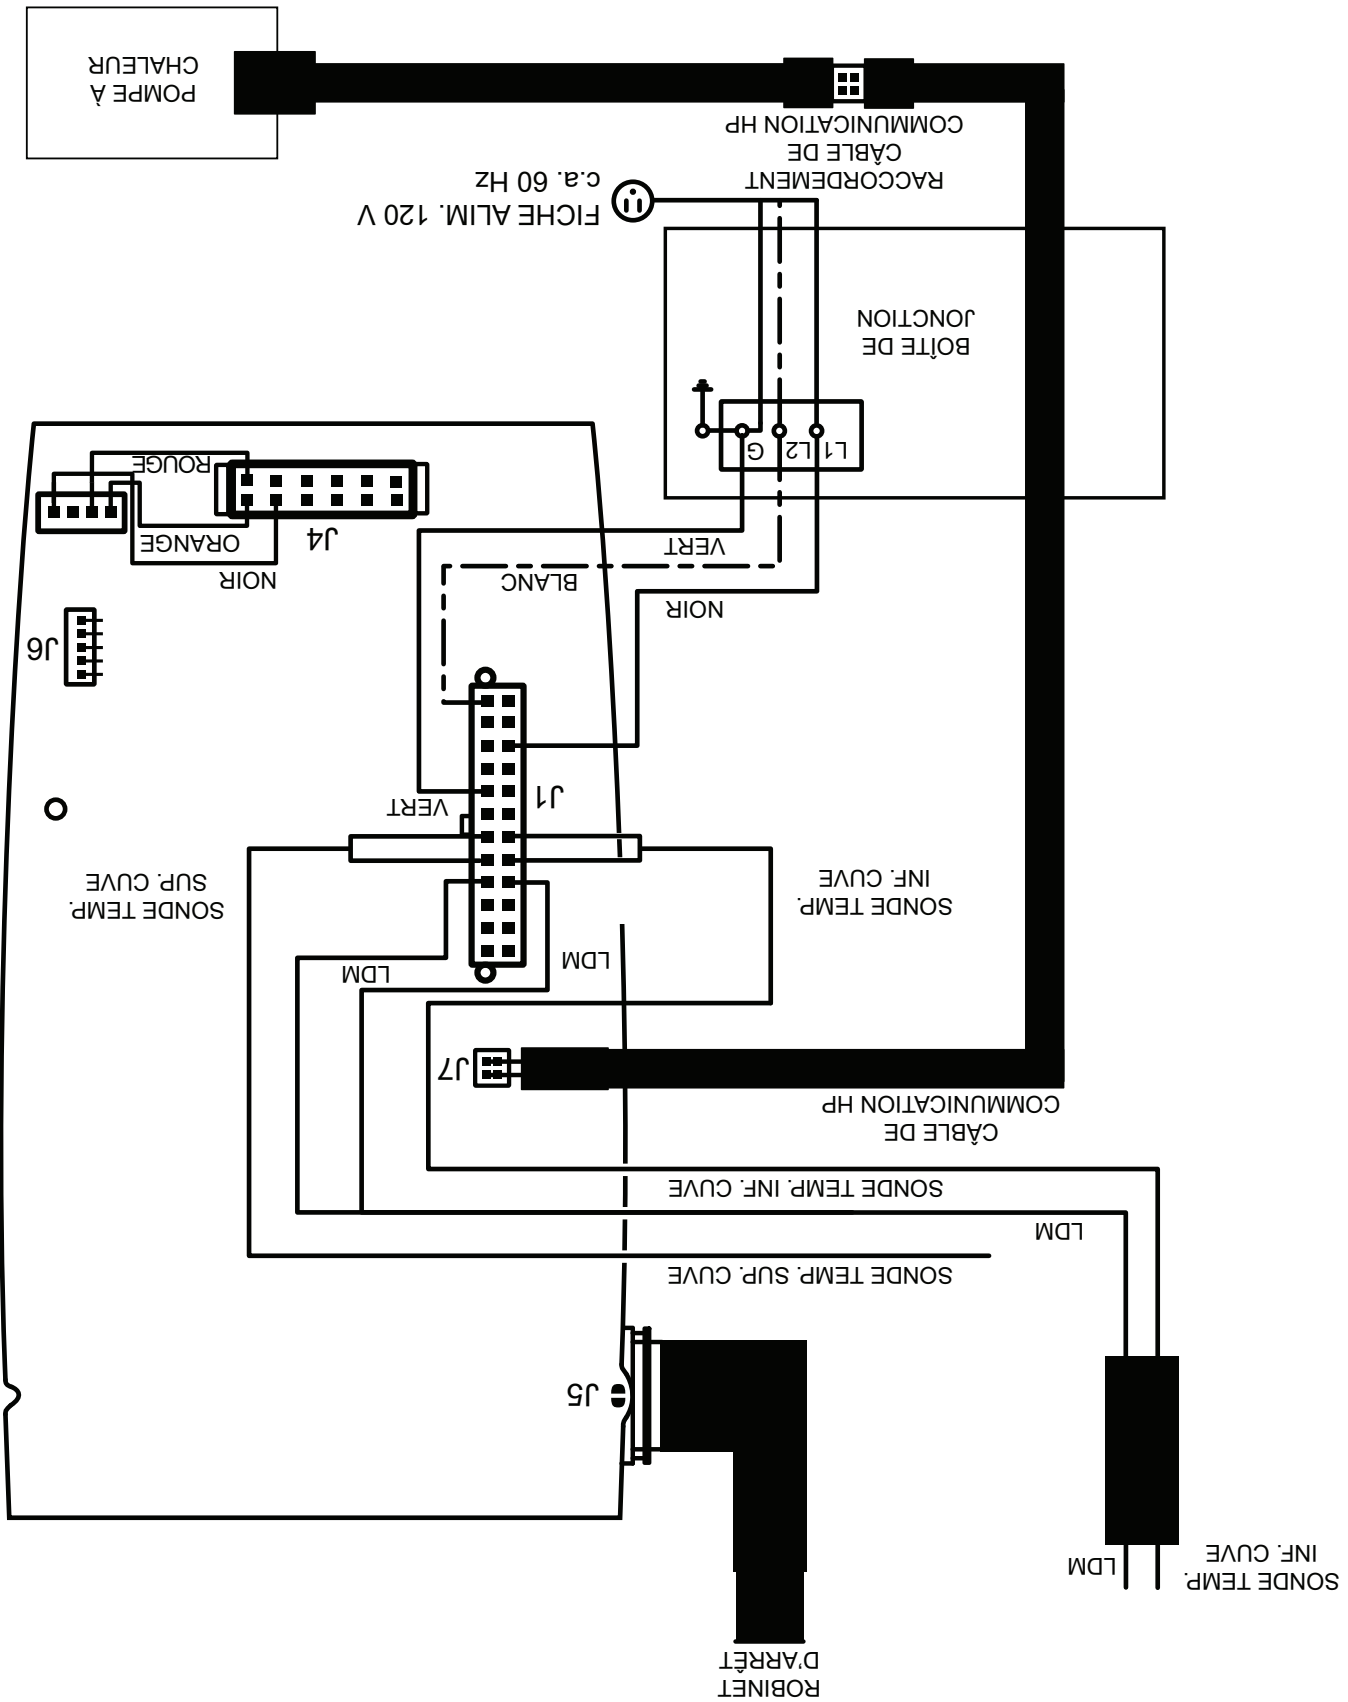 ROBINET
D'ARRÊT
SONDE TEMP.
INF. CUVE
LDM
J5
SONDE TEMP. SUP. CUVE
LDM
SONDE TEMP. INF. CUVE
CÂBLE DE
COMMUNICATION HP
J7
LDM
LDM
SONDE TEMP.
INF. CUVE
SONDE TEMP.
SUP. CUVE
J1
VERT
J6
NOIR
BLANC
VERT
NOIR
J4
ORANGE
ROUGE
L1 L2 G
BOÎTE DE
JONCTION
FICHE ALIM. 120 V
c.a. 60 Hz
RACCORDEMENT
CÂBLE DE
COMMUNICATION HP
POMPE À
CHALEUR